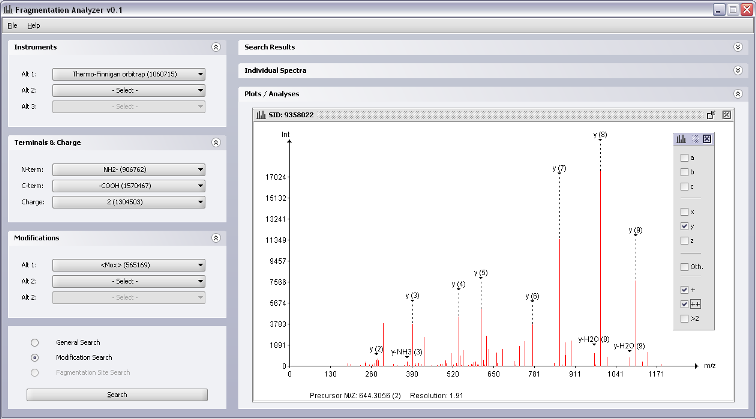 Fragmentation Analyzer v0.1
File Help
Instruments
Alt 1: Thermo-Finnigan orbitrap (1060715)
Alt 2: - Select -
Alt 3: - Select -
Terminals & Charge
N-term: NH2- (906762)
C-term: -COOH (1570467)
Charge: 2 (1304503)
Modifications
Alt 1: <Mox> (565169)
Alt 2: - Select -
Alt 2: - Select -
General Search
Modification Search
Fragmentation Site Search
Search
Search Results
Individual Spectra
Plots / Analyses
SID: 9358022
Int
17024
15132
13241
11349
9457
7566
5674
3783
1891
0
0 130 260 390 520 650 781 911 1041 1171 m/z
y (2)
y-NH3 (3)
y (3)
y (4)
y (5)
y (6)
y (7)
y (8)
y (9)
y-H2O (8)
y-H2O (9)
a
b
c
x
y
z
Oth.
+
++
>2
Precursor M/Z: 644.3056 (2) Resolution: 1.91